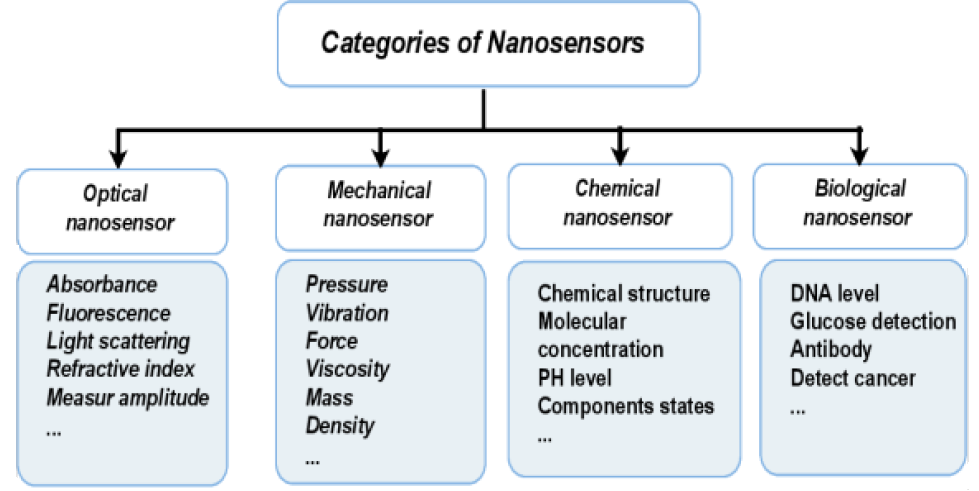 Categories of Nanosensors
Optical
nanosensor
Mechanical
nanosensor
Chemical
nanosensor
Biological
nanosensor
Absorbance
Fluorescence
Light scattering
Refractive index
Measur amplitude
...
Pressure
Vibration
Force
Viscosity
Mass
Density
...
Chemical structure
Molecular
concentration
PH level
Components states
...
DNA level
Glucose detection
Antibody
Detect cancer
...